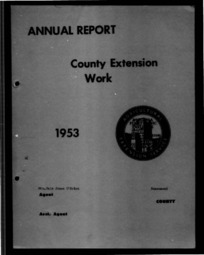 ANNUAL REPORT
County Extension
Work
1953
Agent
COUNTY
Asst. Agent